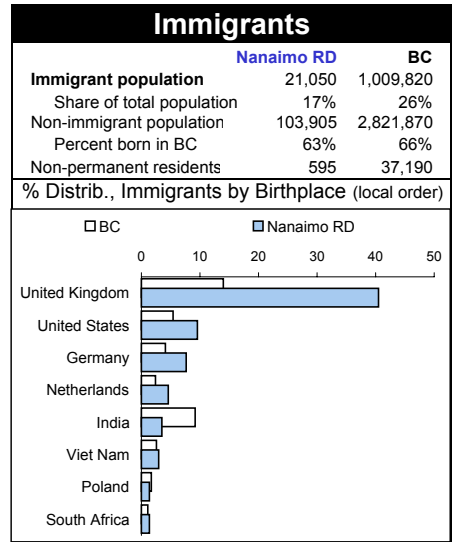 Immigrants
Nanaimo RD BC
Immigrant population 21,050 1,009,820
Share of total population 17% 26%
Non-immigrant population 103,905 2,821,870
Percent born in BC 63% 66%
Non-permanent residents 595 37,190
% Distrib., Immigrants by Birthplace (local order)
BC Nanaimo RD
0 10 20 30 40 50
United Kingdom
United States
Germany
Netherlands
India
Viet Nam
Poland
South Africa